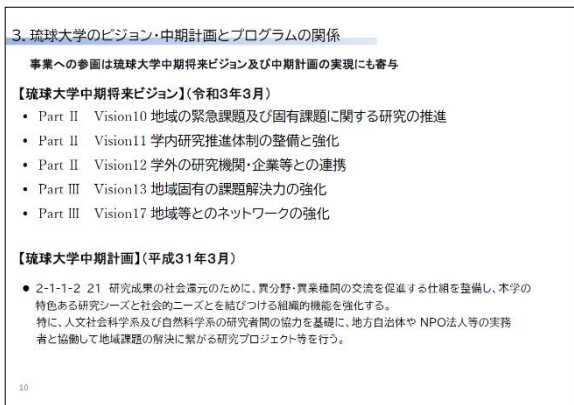 3. 琉球大学のビジョン・中期計画とプログラムの関係
事業への参画は琉球大学中期将来ビジョン及び中期計画の実現にも寄与
【琉球大学中期将来ビジョン】(令和3年3月)
• Part Ⅱ Vision10 地域の緊急課題及び固有課題に関する研究の推進
• Part Ⅱ Vision11 学内研究推進体制の整備と強化
• Part Ⅱ Vision12 学外の研究機関・企業等との連携
• Part Ⅲ Vision13 地域固有の課題解決力の強化
• Part Ⅲ Vision17 地域等とのネットワークの強化
【琉球大学中期計画】(平成31年3月)
● 2-1-1-2 21 研究成果の社会還元のために、異分野・異業種間の交流を促進する仕組を整備し、本学の
特色ある研究シーズと社会的ニーズとを結びつける組織的機能を強化する。
特に、人文社会科学系及び自然科学系の研究者間の協力を基礎に、地方自治体や NPO法人等の実務
者と協働して地域課題の解決に繋がる研究プロジェクト等を行う。
10